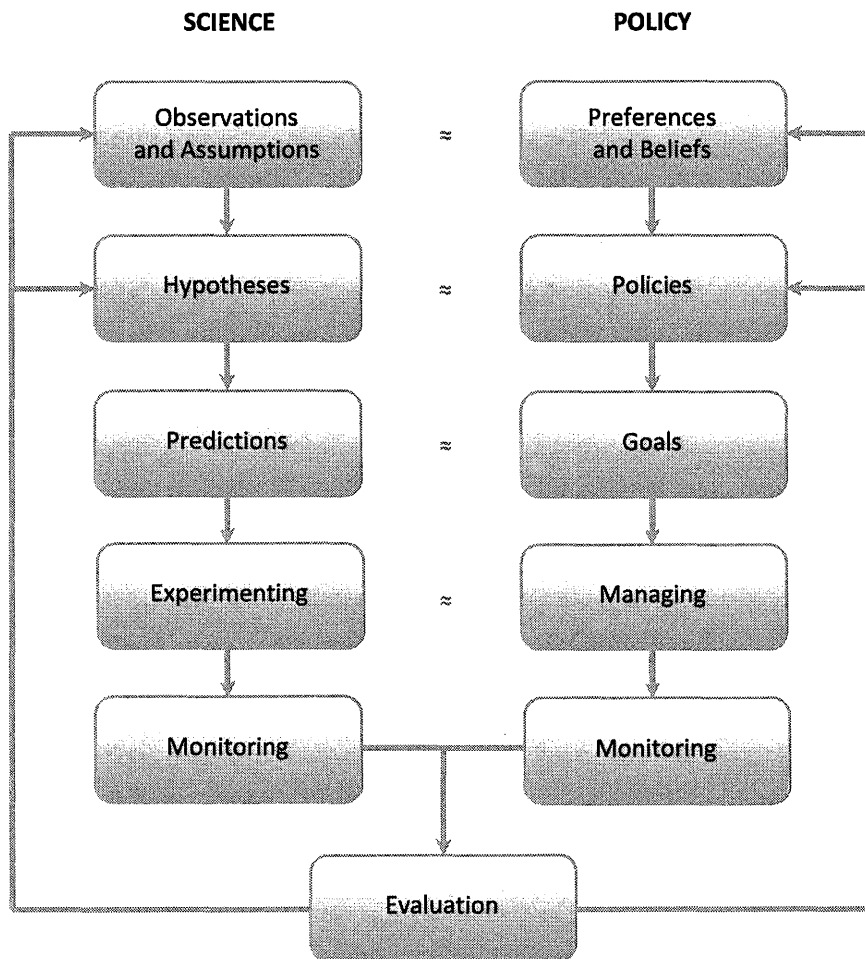 SCIENCE
POLICY
Observations
and Assumptions
≈
Preferences
and Beliefs
Hypotheses
≈
Policies
Predictions
≈
Goals
Experimenting
≈
Managing
Monitoring
Monitoring
Evaluation